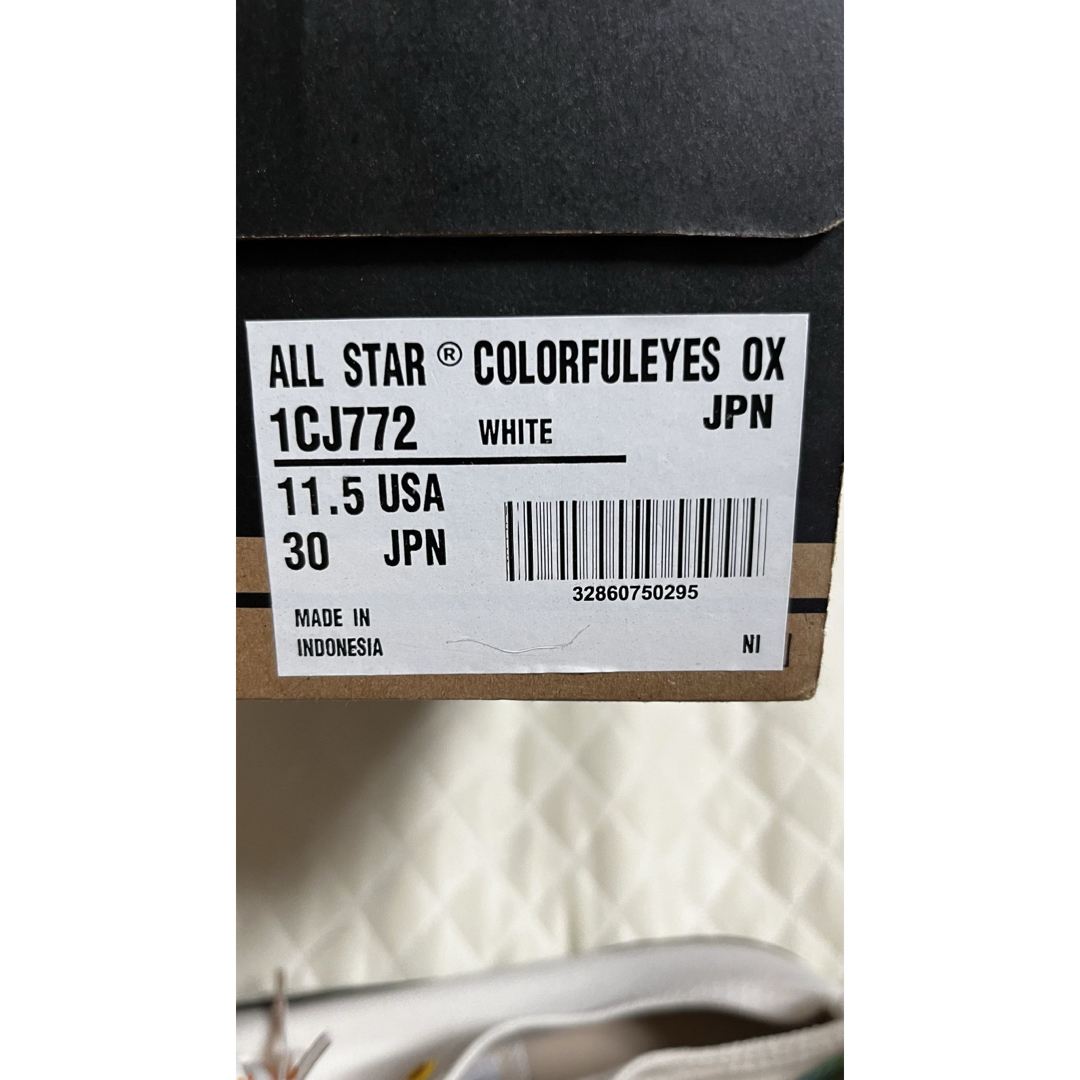 ALL STAR ® COLORFULEYES OX
1CJ772 WHITE JPN
11.5 USA
30 JPN
32860750295
MADE IN
INDONESIA
NI